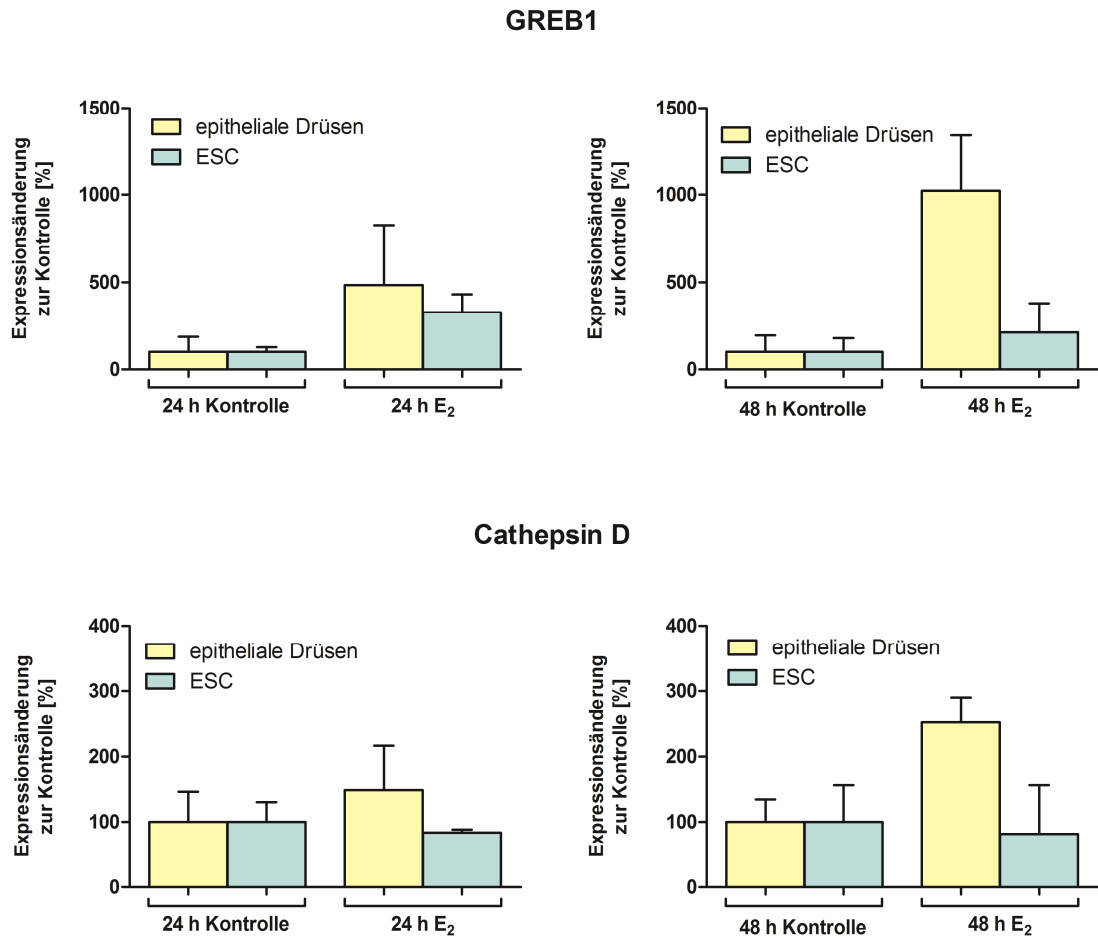 GREB1
Expressionsänderung
zur Kontrolle [%]
1500
1000
500
0
epitheliale Drüsen
ESC
24 h Kontrolle
24 h E₂
Expressionsänderung
zur Kontrolle [%]
1500
1000
500
0
epitheliale Drüsen
ESC
48 h Kontrolle
48 h E₂
Cathepsin D
Expressionsänderung
zur Kontrolle [%]
400
300
200
100
0
epitheliale Drüsen
ESC
24 h Kontrolle
24 h E₂
Expressionsänderung
zur Kontrolle [%]
400
300
200
100
0
epitheliale Drüsen
ESC
48 h Kontrolle
48 h E₂